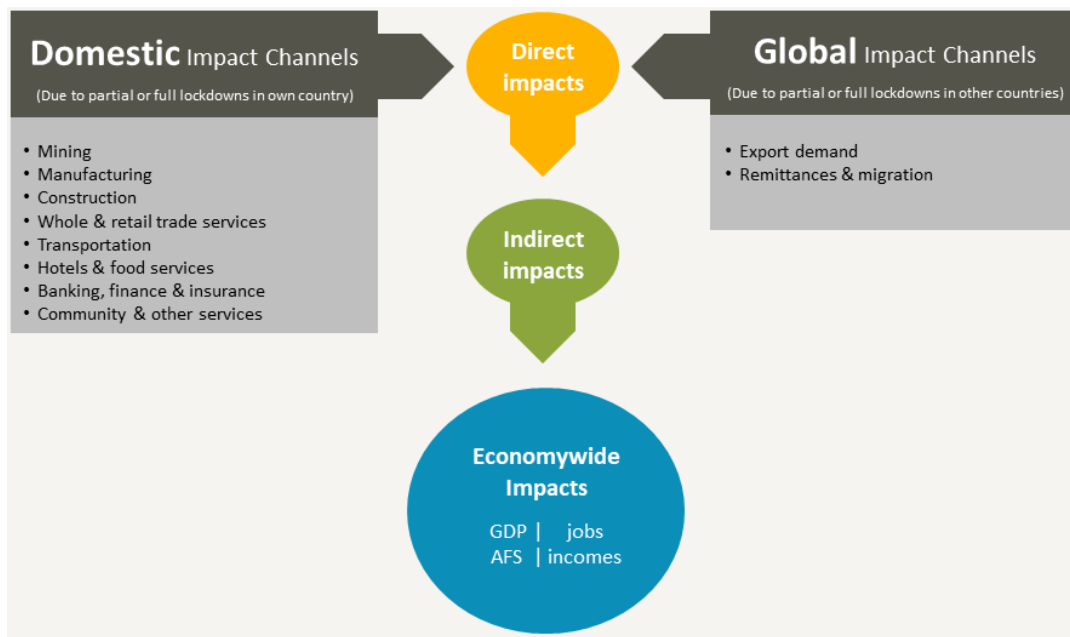 Domestic Impact Channels
(Due to partial or full lockdowns in own country)
• Mining
• Manufacturing
• Construction
• Whole & retail trade services
• Transportation
• Hotels & food services
• Banking, finance & insurance
• Community & other services
Direct
impacts
Global Impact Channels
(Due to partial or full lockdowns in other countries)
• Export demand
• Remittances & migration
Indirect
impacts
Economywide
Impacts
GDP | jobs
AFS | incomes